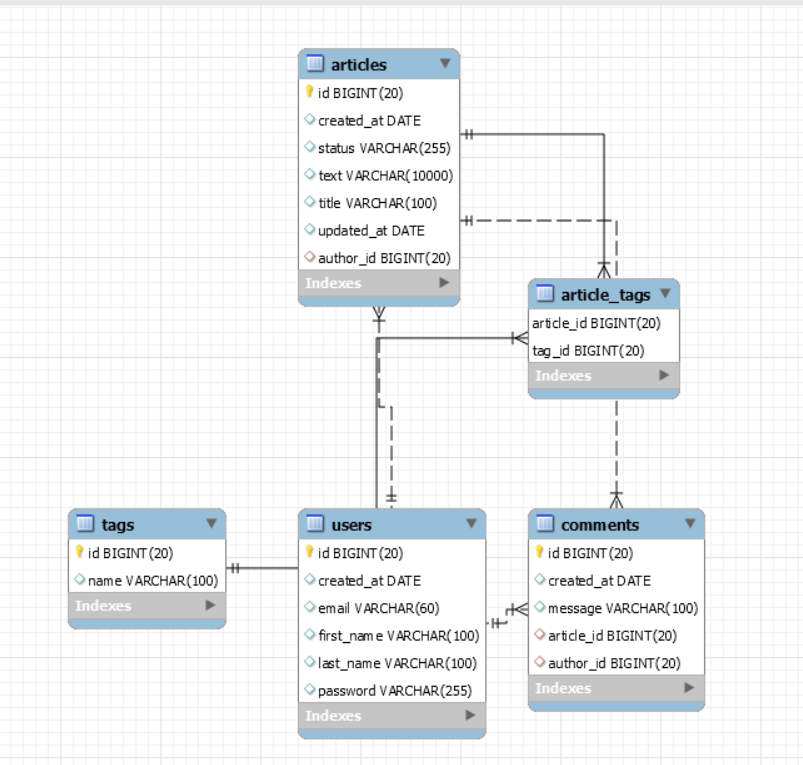 articles
id BIGINT(20)
created_at DATE
status VARCHAR(255)
text VARCHAR(10000)
title VARCHAR(100)
updated_at DATE
author_id BIGINT(20)
Indexes
article_tags
article_id BIGINT(20)
tag_id BIGINT(20)
Indexes
tags
id BIGINT(20)
name VARCHAR(100)
Indexes
users
id BIGINT(20)
created_at DATE
email VARCHAR(60)
first_name VARCHAR(100)
last_name VARCHAR(100)
password VARCHAR(255)
Indexes
comments
id BIGINT(20)
created_at DATE
message VARCHAR(100)
article_id BIGINT(20)
author_id BIGINT(20)
Indexes